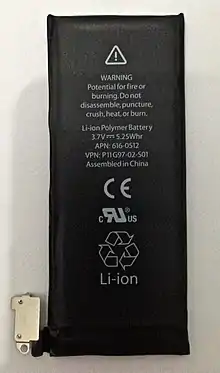 WARNING
Potential for fire or
burning. Do not
disassemble, puncture,
crush, heat, or burn.
Li-ion Polymer Battery
3.7V⎓ 5.25Whr
APN: 616-0512
VPN: P11G97-02-S01
Assembled in China
CE
c RU US
Li-ion